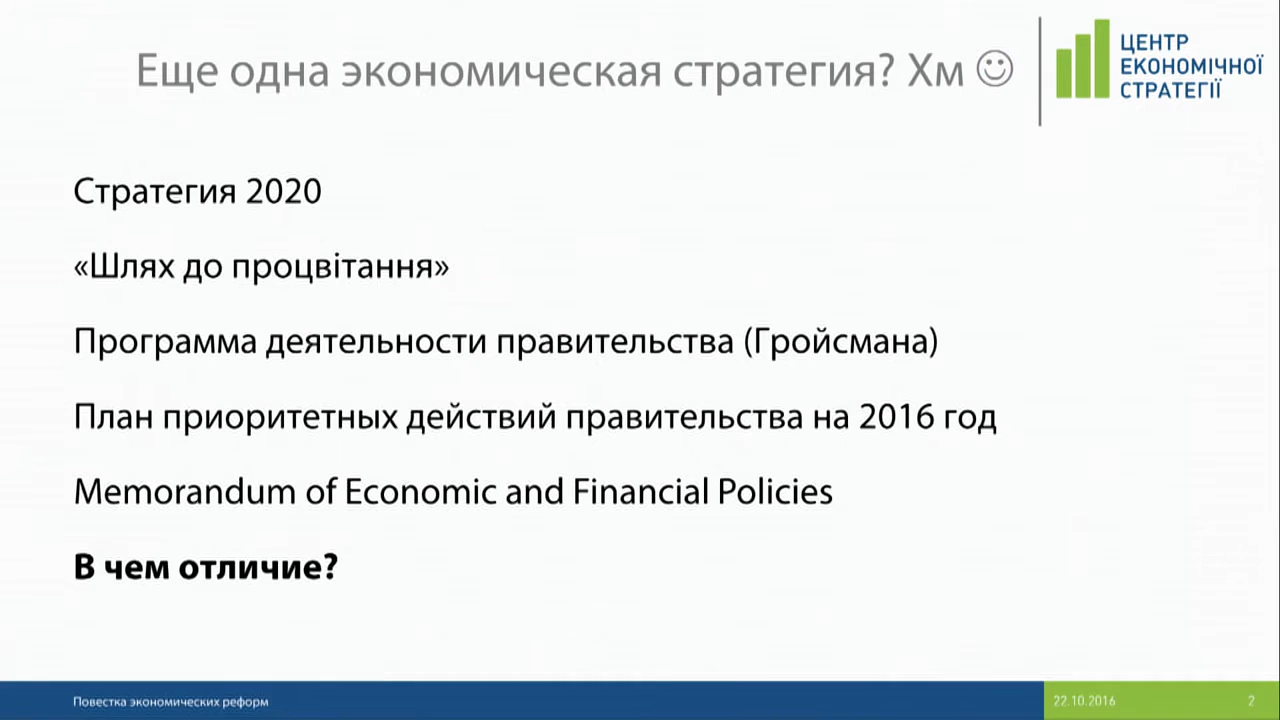 Еще одна экономическая стратегия? Хм ☺
ЦЕНТР
ЕКОНОМІЧНОЇ
СТРАТЕГІЇ
Стратегия 2020
«Шлях до процвітання»
Программа деятельности правительства (Гройсмана)
План приоритетных действий правительства на 2016 год
Memorandum of Economic and Financial Policies
В чем отличие?
Повестка экономических реформ
22.10.2016
2